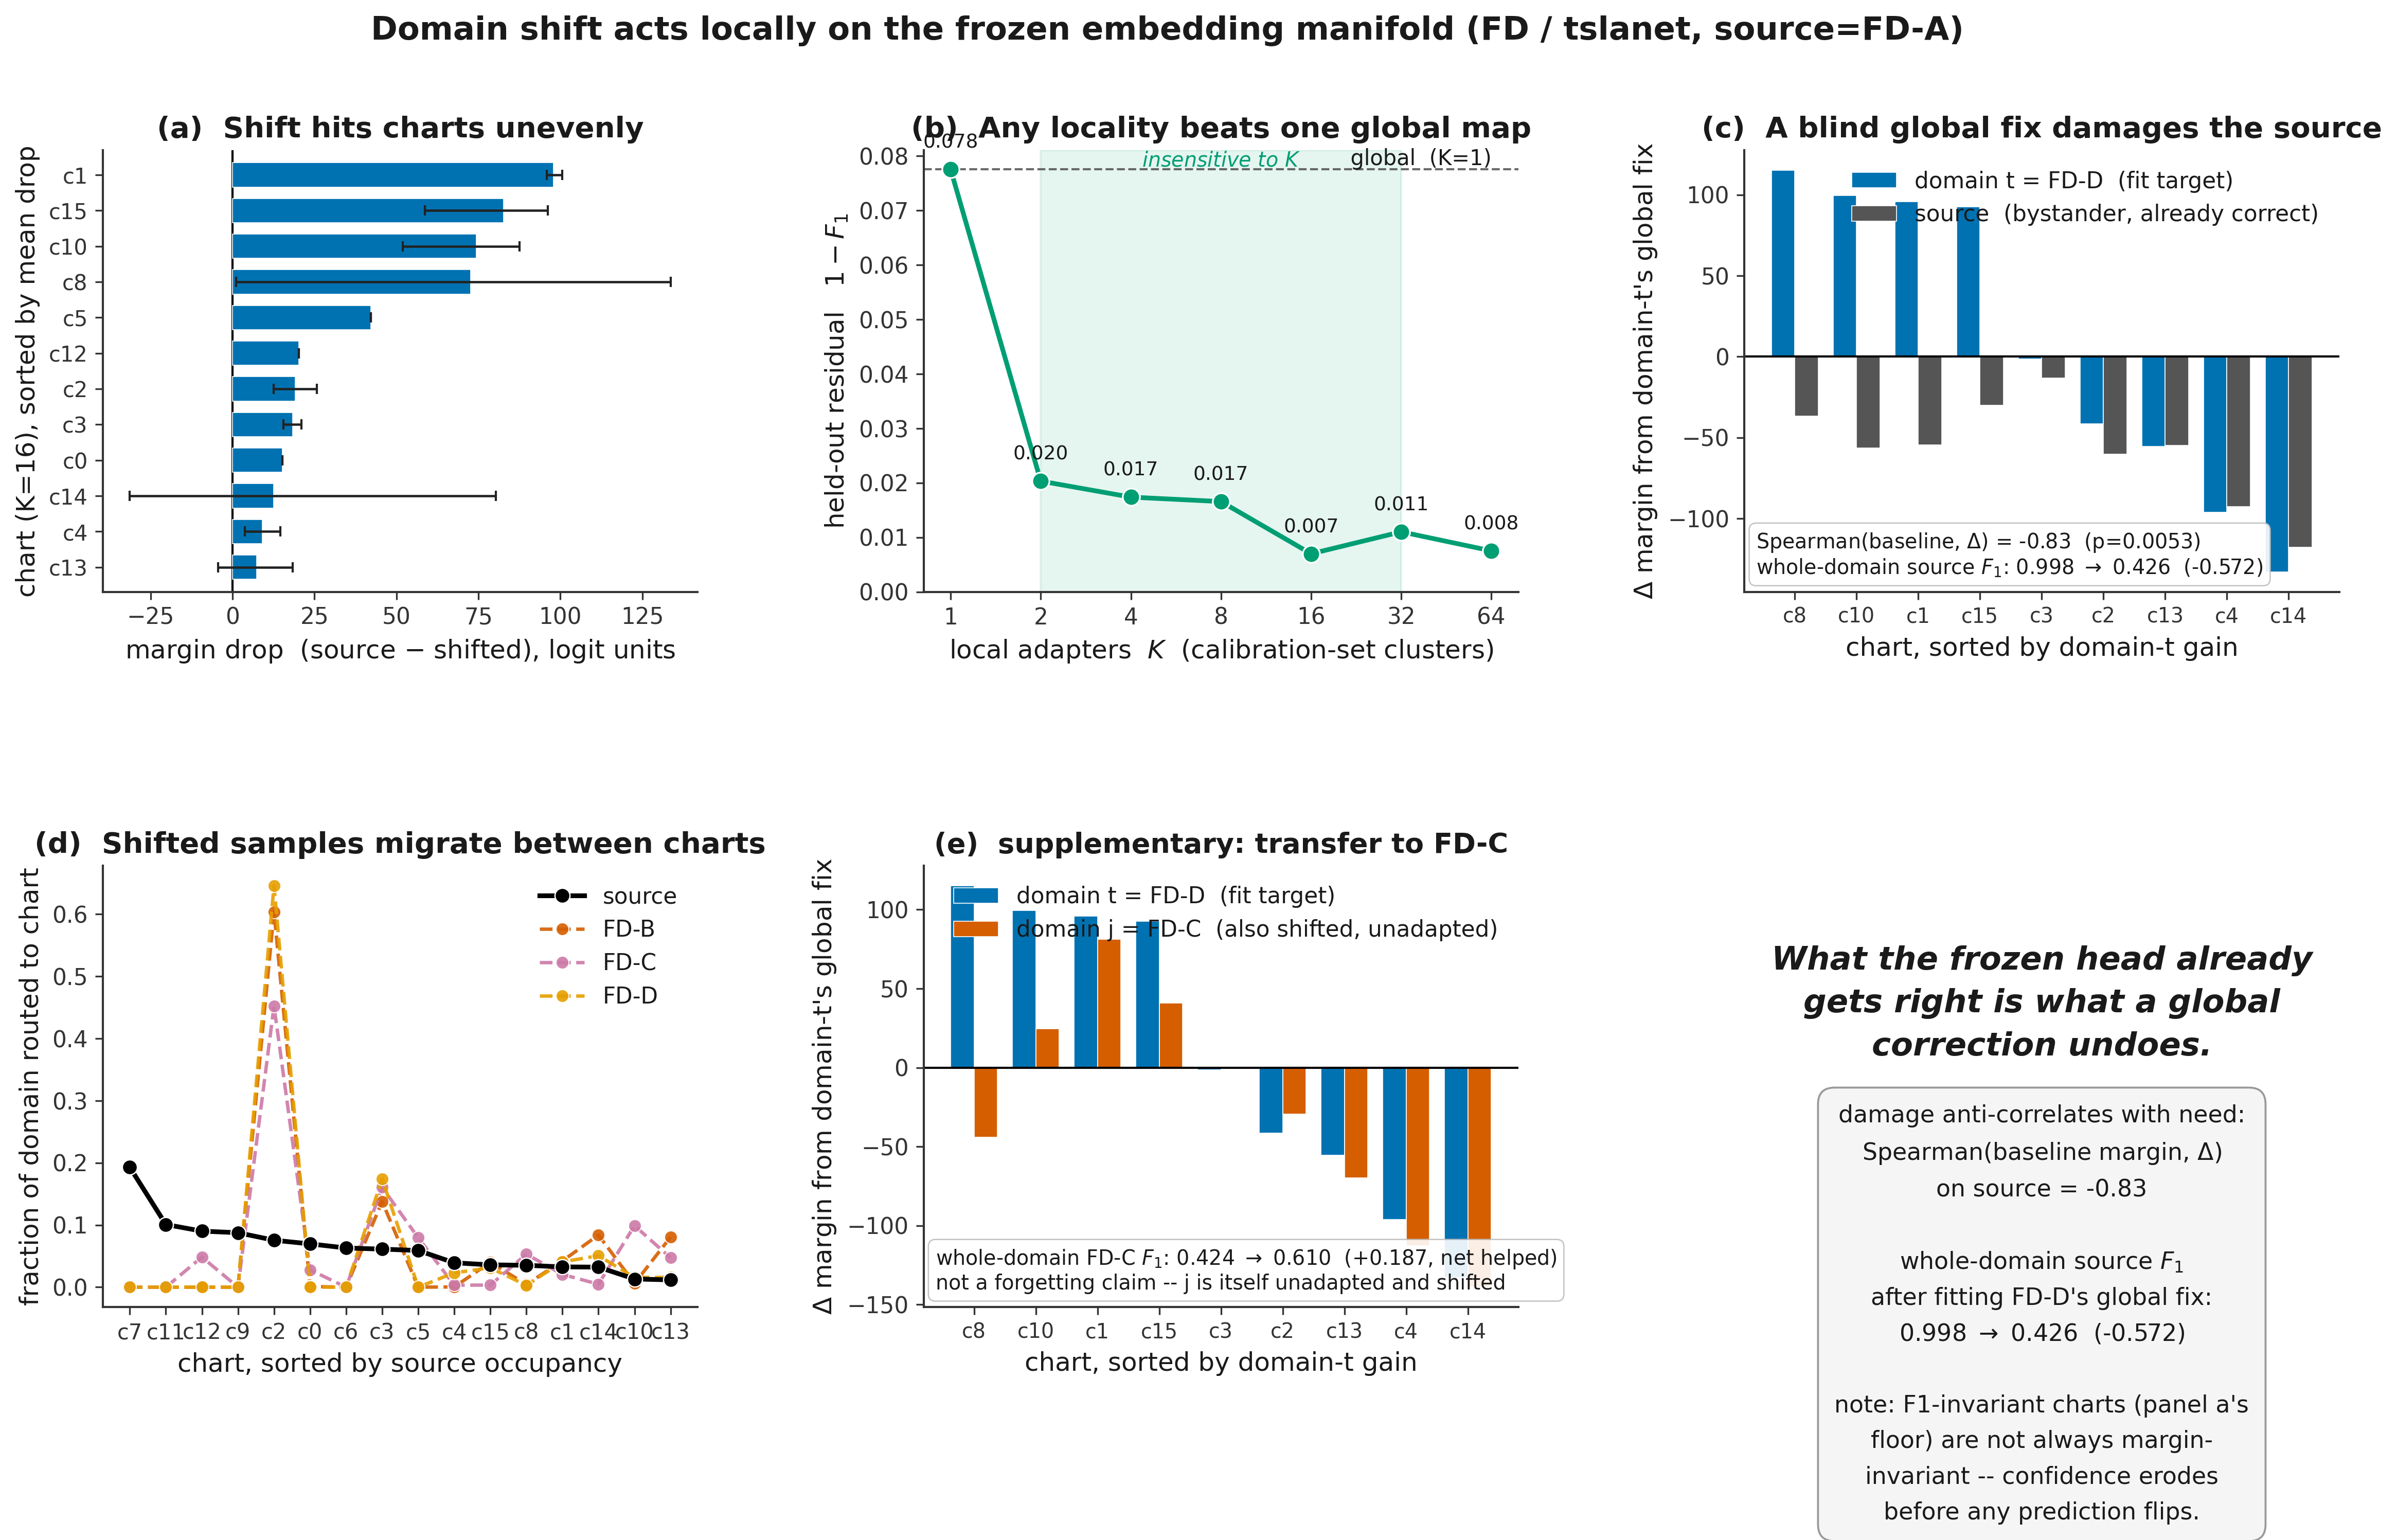 Domain shift acts locally on the frozen embedding manifold (FD / tslanet, source=FD-A)
(a)  Shift hits charts unevenly
chart (K=16), sorted by mean drop
c1
c15
c10
c8
c5
c12
c2
c3
c0
c14
c4
c13
−25 0 25 50 75 100 125
margin drop  (source − shifted), logit units
(b)  Any locality beats one global map
held-out residual   1 − F₁
0.08
0.07
0.06
0.05
0.04
0.03
0.02
0.01
0.00
0.078
insensitive to K
global  (K=1)
0.020
0.017
0.017
0.007
0.011
0.008
1 2 4 8 16 32 64
local adapters  K  (calibration-set clusters)
(c)  A blind global fix damages the source
Δ margin from domain-t's global fix
100
50
0
−50
−100
domain t = FD-D  (fit target)
source  (bystander, already correct)
Spearman(baseline, Δ) = -0.83  (p=0.0053)
whole-domain source F₁: 0.998 → 0.426  (-0.572)
c8 c10 c1 c15 c3 c2 c13 c4 c14
chart, sorted by domain-t gain
(d)  Shifted samples migrate between charts
fraction of domain routed to chart
0.6
0.5
0.4
0.3
0.2
0.1
0.0
source
FD-B
FD-C
FD-D
c7 c11 c12 c9 c2 c0 c6 c3 c5 c4 c15 c8 c1 c14 c10 c13
chart, sorted by source occupancy
(e)  supplementary: transfer to FD-C
Δ margin from domain-t's global fix
100
50
0
−50
−100
−150
domain t = FD-D  (fit target)
domain j = FD-C  (also shifted, unadapted)
whole-domain FD-C F₁: 0.424 → 0.610  (+0.187, net helped)
not a forgetting claim -- j is itself unadapted and shifted
c8 c10 c1 c15 c3 c2 c13 c4 c14
chart, sorted by domain-t gain
What the frozen head already
gets right is what a global
correction undoes.
damage anti-correlates with need:
Spearman(baseline margin, Δ)
on source = -0.83
whole-domain source F₁
after fitting FD-D's global fix:
0.998 → 0.426  (-0.572)
note: F1-invariant charts (panel a's
floor) are not always margin-
invariant -- confidence erodes
before any prediction flips.